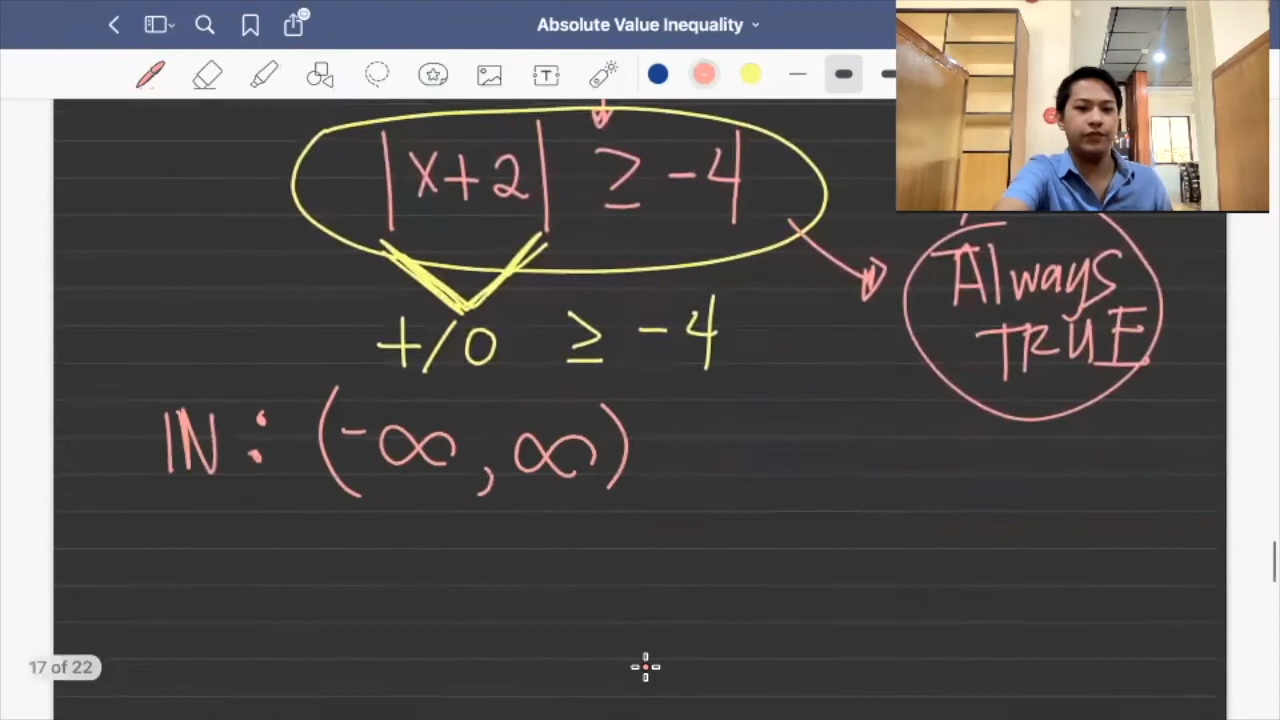 Absolute Value Inequality
|x+2| ≥ -4|
+/0 ≥ -4
Always
TRUE
IN: (-∞, ∞)
17 of 22